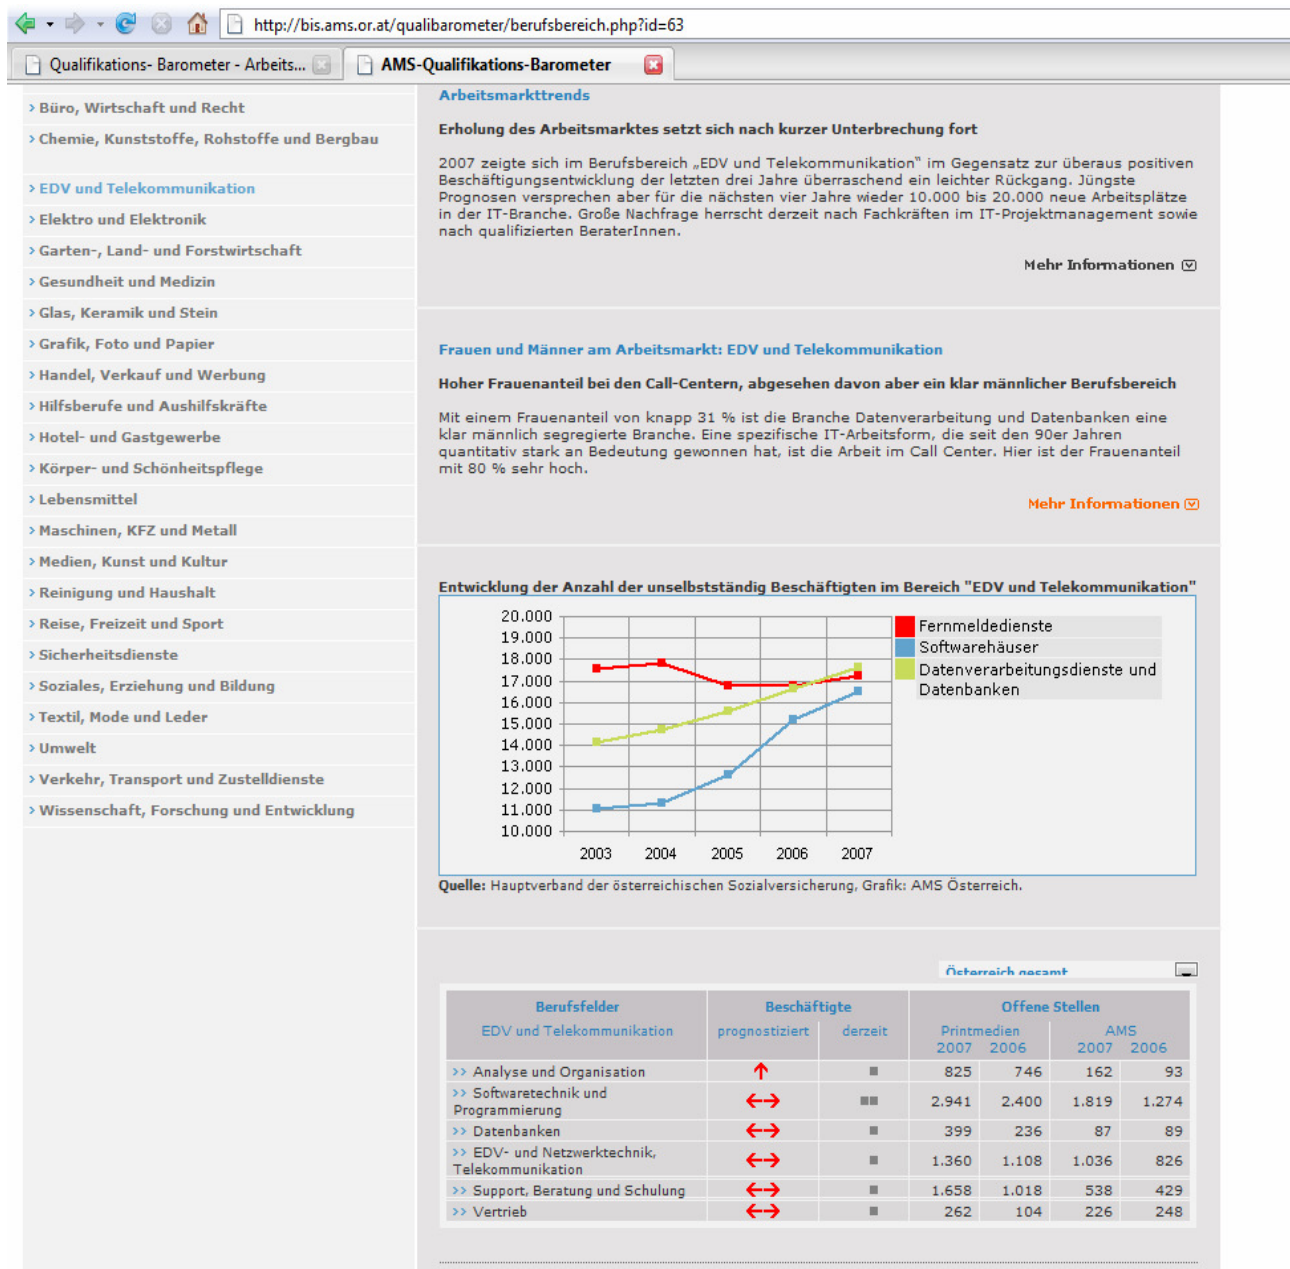 http://bis.ams.or.at/qualibarometer/berufsbereich.php?id=63
Qualifikations- Barometer - Arbeits...
AMS-Qualifikations-Barometer
> Büro, Wirtschaft und Recht
> Chemie, Kunststoffe, Rohstoffe und Bergbau
> EDV und Telekommunikation
> Elektro und Elektronik
> Garten-, Land- und Forstwirtschaft
> Gesundheit und Medizin
> Glas, Keramik und Stein
> Grafik, Foto und Papier
> Handel, Verkauf und Werbung
> Hilfsberufe und Aushilfskräfte
> Hotel- und Gastgewerbe
> Körper- und Schönheitspflege
> Lebensmittel
> Maschinen, KFZ und Metall
> Medien, Kunst und Kultur
> Reinigung und Haushalt
> Reise, Freizeit und Sport
> Sicherheitsdienste
> Soziales, Erziehung und Bildung
> Textil, Mode und Leder
> Umwelt
> Verkehr, Transport und Zustelldienste
> Wissenschaft, Forschung und Entwicklung
Arbeitsmarkttrends
Erholung des Arbeitsmarktes setzt sich nach kurzer Unterbrechung fort
2007 zeigte sich im Berufsbereich „EDV und Telekommunikation“ im Gegensatz zur überaus positiven
Beschäftigungsentwicklung der letzten drei Jahre überraschend ein leichter Rückgang. Jüngste
Prognosen versprechen aber für die nächsten vier Jahre wieder 10.000 bis 20.000 neue Arbeitsplätze
in der IT-Branche. Große Nachfrage herrscht derzeit nach Fachkräften im IT-Projektmanagement sowie
nach qualifizierten BeraterInnen.
Mehr Informationen
Frauen und Männer am Arbeitsmarkt: EDV und Telekommunikation
Hoher Frauenanteil bei den Call-Centern, abgesehen davon aber ein klar männlicher Berufsbereich
Mit einem Frauenanteil von knapp 31 % ist die Branche Datenverarbeitung und Datenbanken eine
klar männlich segregierte Branche. Eine spezifische IT-Arbeitsform, die seit den 90er Jahren
quantitativ stark an Bedeutung gewonnen hat, ist die Arbeit im Call Center. Hier ist der Frauenanteil
mit 80 % sehr hoch.
Mehr Informationen
Entwicklung der Anzahl der unselbstständig Beschäftigten im Bereich "EDV und Telekommunikation"
20.000
19.000
18.000
17.000
16.000
15.000
14.000
13.000
12.000
11.000
10.000
2003 2004 2005 2006 2007
Fernmeldedienste
Softwarehäuser
Datenverarbeitungsdienste und
Datenbanken
Quelle: Hauptverband der österreichischen Sozialversicherung, Grafik: AMS Österreich.
Österreich gesamt
Berufsfelder Beschäftigte Offene Stellen
EDV und Telekommunikation prognostiziert derzeit Printmedien AMS
2007 2006 2007 2006
>> Analyse und Organisation 825 746 162 93
>> Softwaretechnik und
Programmierung 2.941 2.400 1.819 1.274
>> Datenbanken 399 236 87 89
>> EDV- und Netzwerktechnik,
Telekommunikation 1.360 1.108 1.036 826
>> Support, Beratung und Schulung 1.658 1.018 538 429
>> Vertrieb 262 104 226 248